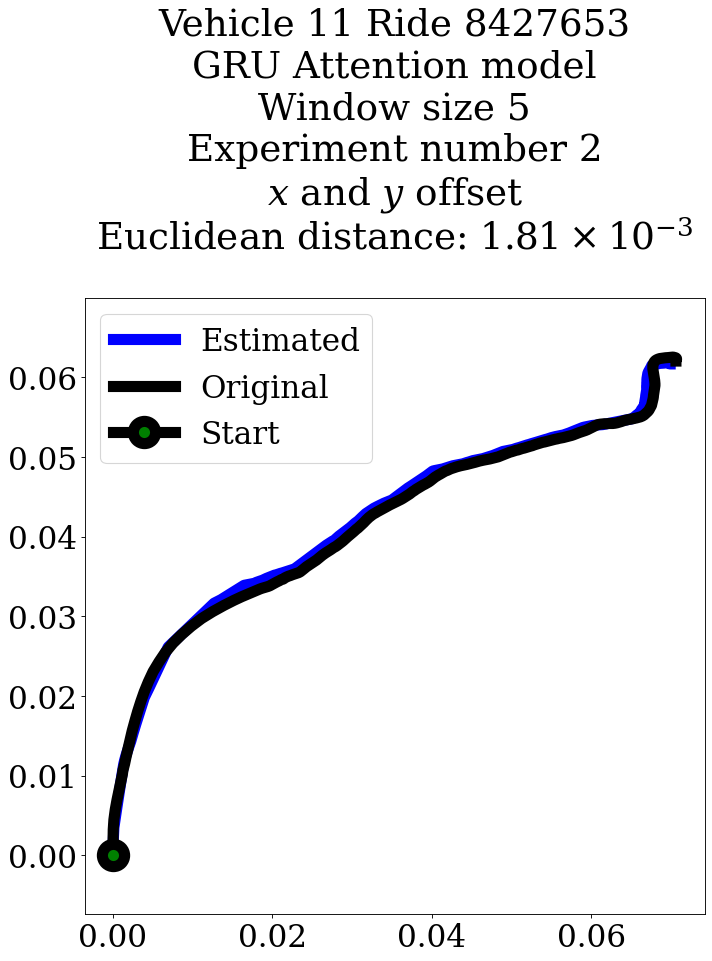 Vehicle 11 Ride 8427653
GRU Attention model
Window size 5
Experiment number 2
x and y offset
Euclidean distance: 1.81 × 10⁻³
Estimated
Original
Start
0.06
0.05
0.04
0.03
0.02
0.01
0.00
0.00 0.02 0.04 0.06